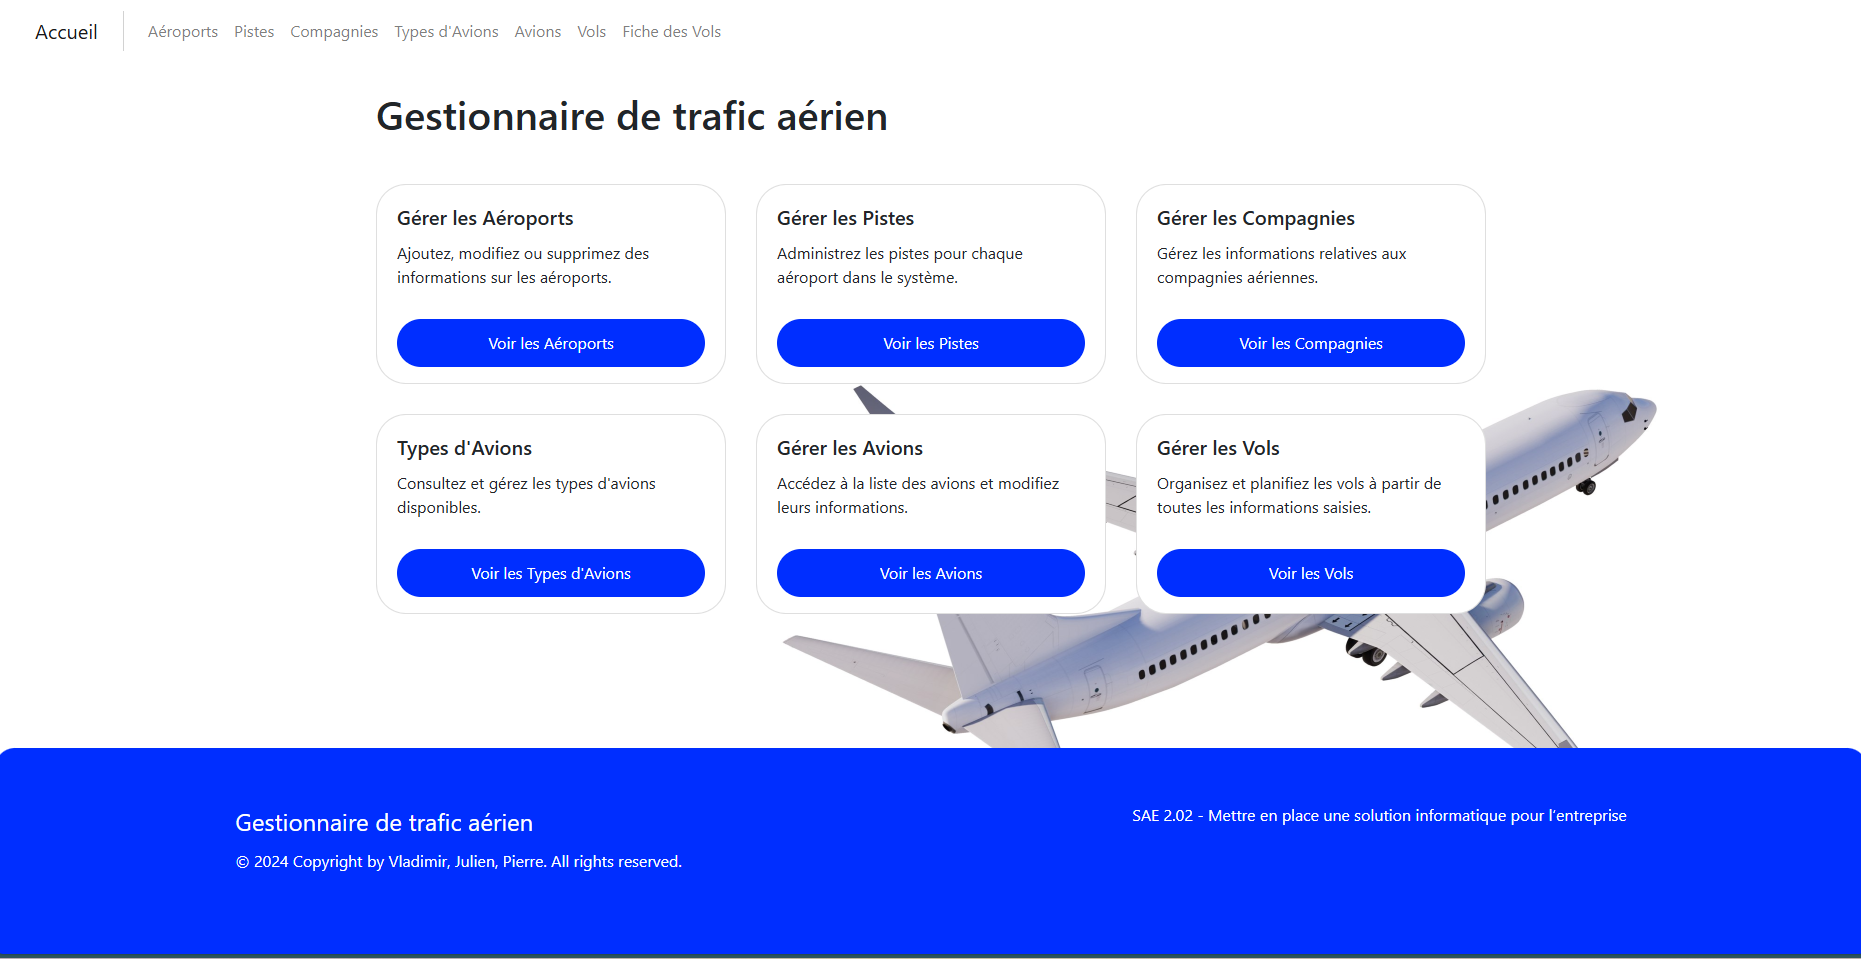 Accueil
Aéroports Pistes Compagnies Types d'Avions Avions Vols Fiche des Vols
Gestionnaire de trafic aérien
Gérer les Aéroports
Ajoutez, modifiez ou supprimez des
informations sur les aéroports.
Voir les Aéroports
Gérer les Pistes
Administrez les pistes pour chaque
aéroport dans le système.
Voir les Pistes
Gérer les Compagnies
Gérez les informations relatives aux
compagnies aériennes.
Voir les Compagnies
Types d'Avions
Consultez et gérez les types d'avions
disponibles.
Voir les Types d'Avions
Gérer les Avions
Accédez à la liste des avions et modifiez
leurs informations.
Voir les Avions
Gérer les Vols
Organisez et planifiez les vols à partir de
toutes les informations saisies.
Voir les Vols
Gestionnaire de trafic aérien
© 2024 Copyright by Vladimir, Julien, Pierre. All rights reserved.
SAE 2.02 - Mettre en place une solution informatique pour l’entreprise